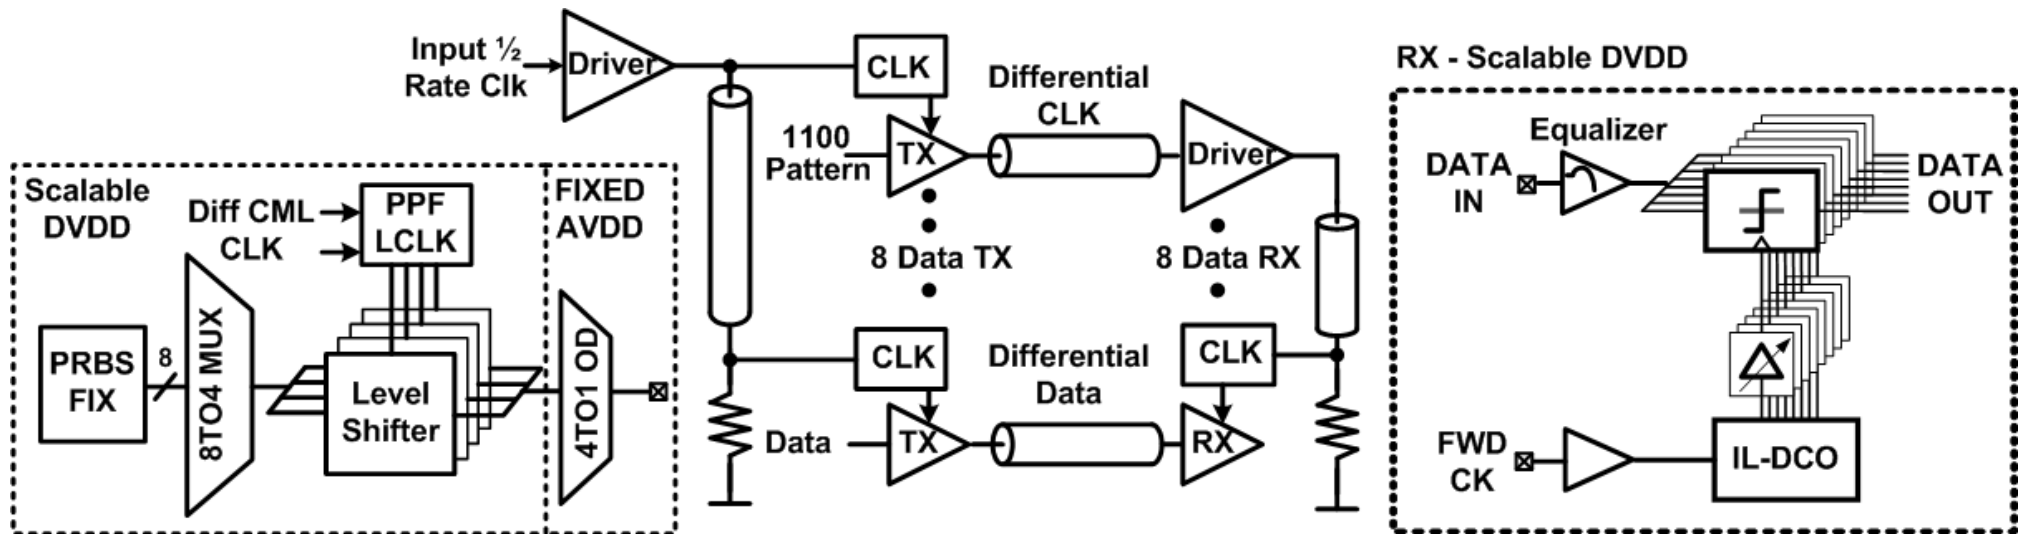 Input ½
Rate Clk
Driver
CLK
Differential
CLK
1100
Pattern
TX
Driver
8 Data TX
8 Data RX
CLK
Differential
Data
CLK
Data
TX
RX
Scalable
DVDD
FIXED
AVDD
Diff CML
CLK
PPF
LCLK
PRBS
FIX
8
8TO4 MUX
Level
Shifter
4TO1 OD
RX - Scalable DVDD
Equalizer
DATA
IN
DATA
OUT
FWD
CK
IL-DCO